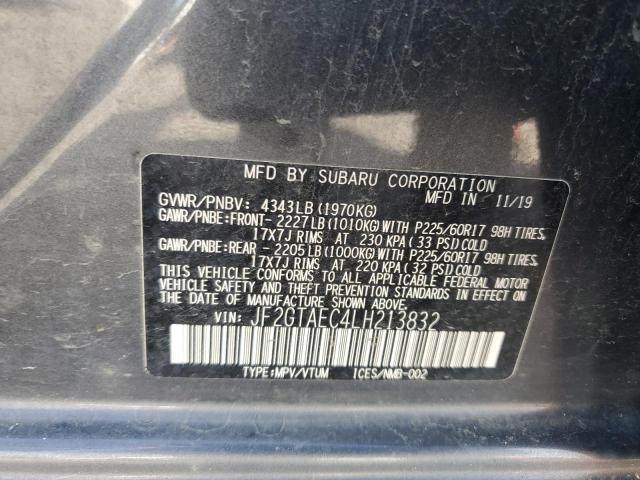 MFD BY SUBARU CORPORATION
MFD IN 11/19
GVWR/PNBV: 4343LB(1970KG)
GAWR/PNBE:FRONT- 2227LB(1010KG)WITH P225/60R17 98H TIRES,
17X7J RIMS AT 230 KPA(33 PSI)COLD
GAWR/PNBE:REAR - 2205LB(1000KG)WITH P225/60R17 98H TIRES,
17X7J RIMS AT 220 KPA(32 PSI)COLD
THIS VEHICLE CONFORMS TO ALL APPLICABLE FEDERAL MOTOR
VEHICLE SAFETY AND THEFT PREVENTION STANDARDS IN EFFECT
ON THE DATE OF MANUFACTURE SHOWN ABOVE.
VIN: JF2GTAEC4LH213832
TYPE:MPV/VTUM ICES/NMB-002